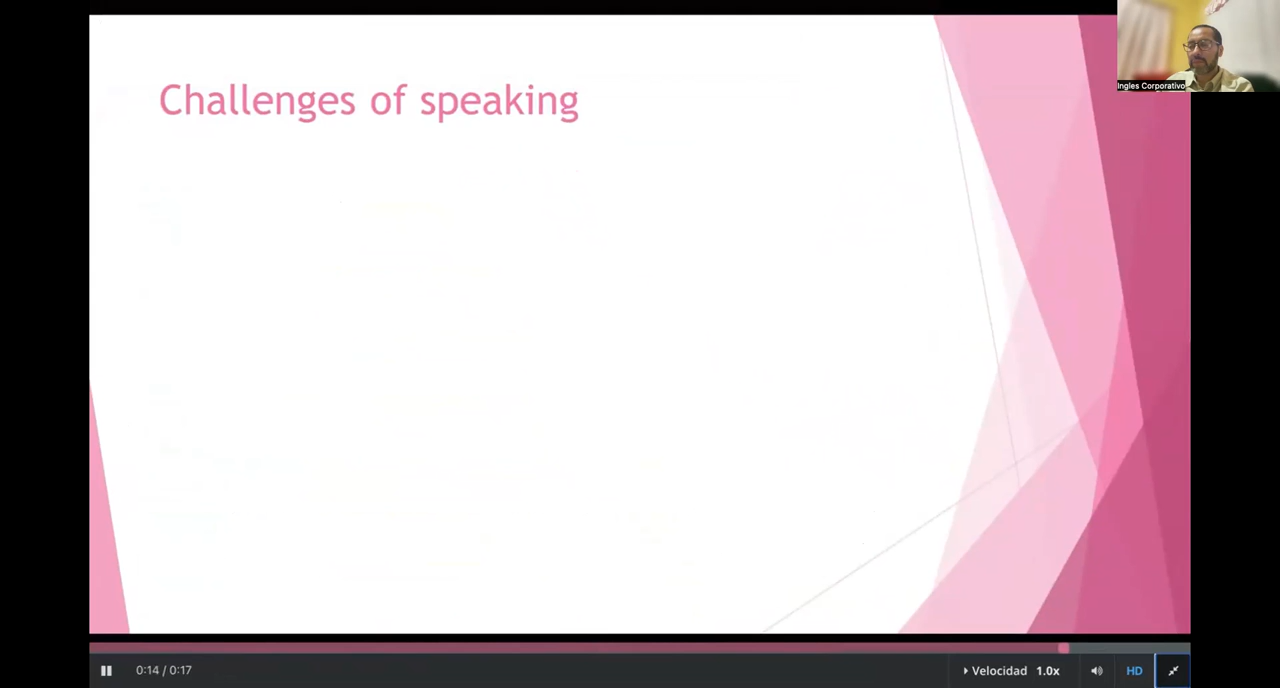 Challenges of speaking
Ingles Corporativo
0:14 / 0:17
Velocidad 1.0x
HD